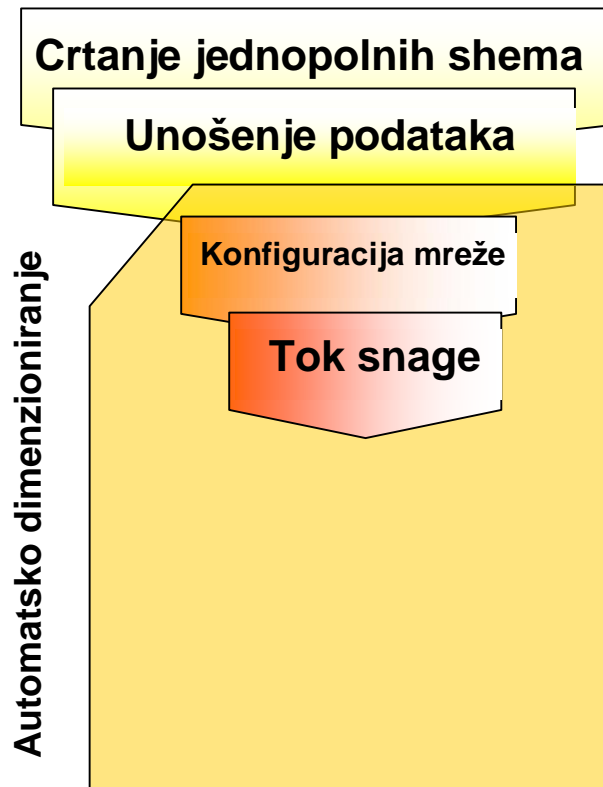 Crtanje jednopolnih shema
Unošenje podataka
Konfiguracija mreže
Tok snage
Automatsko dimenzioniranje